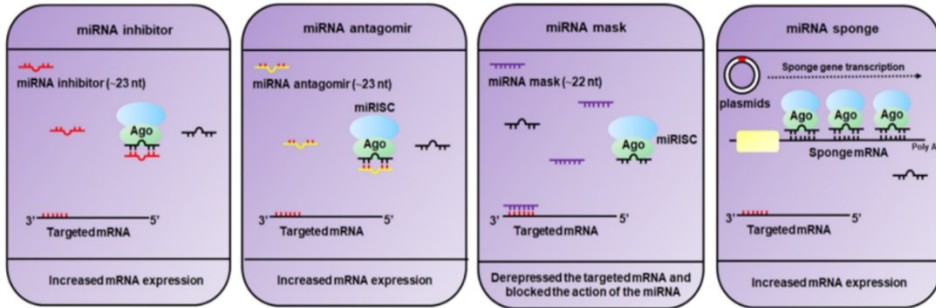 miRNA inhibitor
miRNA inhibitor (~23 nt)
Ago
3'
5'
Targeted mRNA
Increased mRNA expression
miRNA antagomir
miRNA antagomir (~23 nt)
miRISC
Ago
3'
5'
Targeted mRNA
Increased mRNA expression
miRNA mask
miRNA mask (~22 nt)
Ago
miRISC
3'
5'
Targeted mRNA
Derepressed the targeted mRNA and
blocked the action of the miRNA
miRNA sponge
Sponge gene transcription
plasmids
Ago Ago Ago
Poly A
Sponge mRNA
3'
5'
Targeted mRNA
Increased mRNA expression